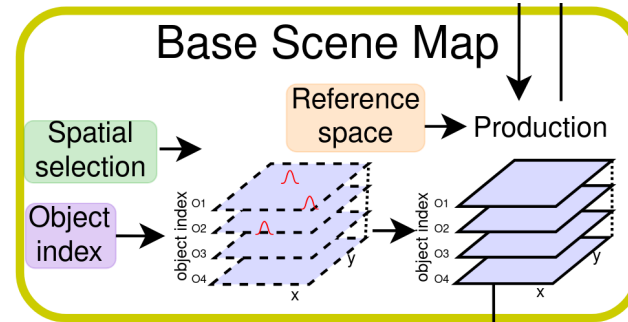 Base Scene Map
Reference
space
Production
Spatial
selection
Object
index
object index
O1
O2
O3
O4
x
y
object index
O1
O2
O3
O4
x
y